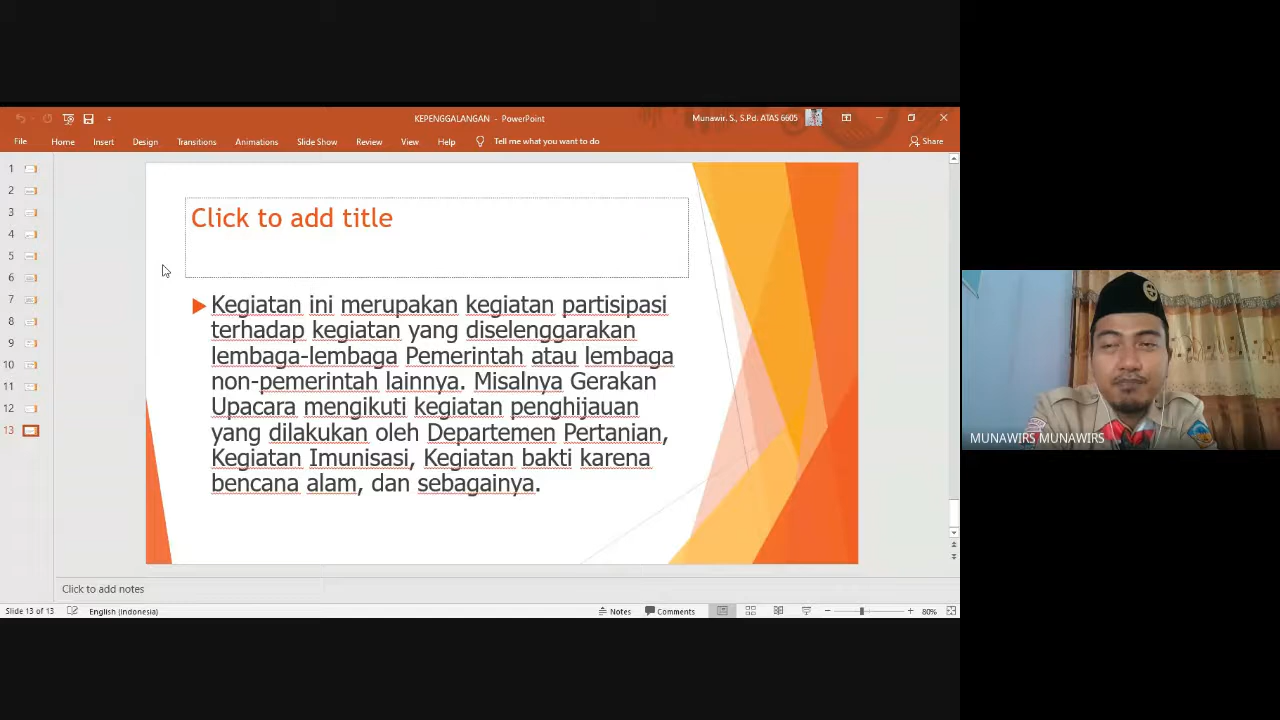 KEPENGGALANGAN - PowerPoint
Munawir. S., S.Pd. ATAS 6605
File Home Insert Design Transitions Animations Slide Show Review View Help Tell me what you want to do Share
1
2
3
4
5
6
7
8
9
10
11
12
13
Click to add title
Kegiatan ini merupakan kegiatan partisipasi
terhadap kegiatan yang diselenggarakan
lembaga-lembaga Pemerintah atau lembaga
non-pemerintah lainnya. Misalnya Gerakan
Upacara mengikuti kegiatan penghijauan
yang dilakukan oleh Departemen Pertanian,
Kegiatan Imunisasi, Kegiatan bakti karena
bencana alam, dan sebagainya.
MUNAWIRS MUNAWIRS
Click to add notes
Slide 13 of 13 English (Indonesia) Notes Comments 80%